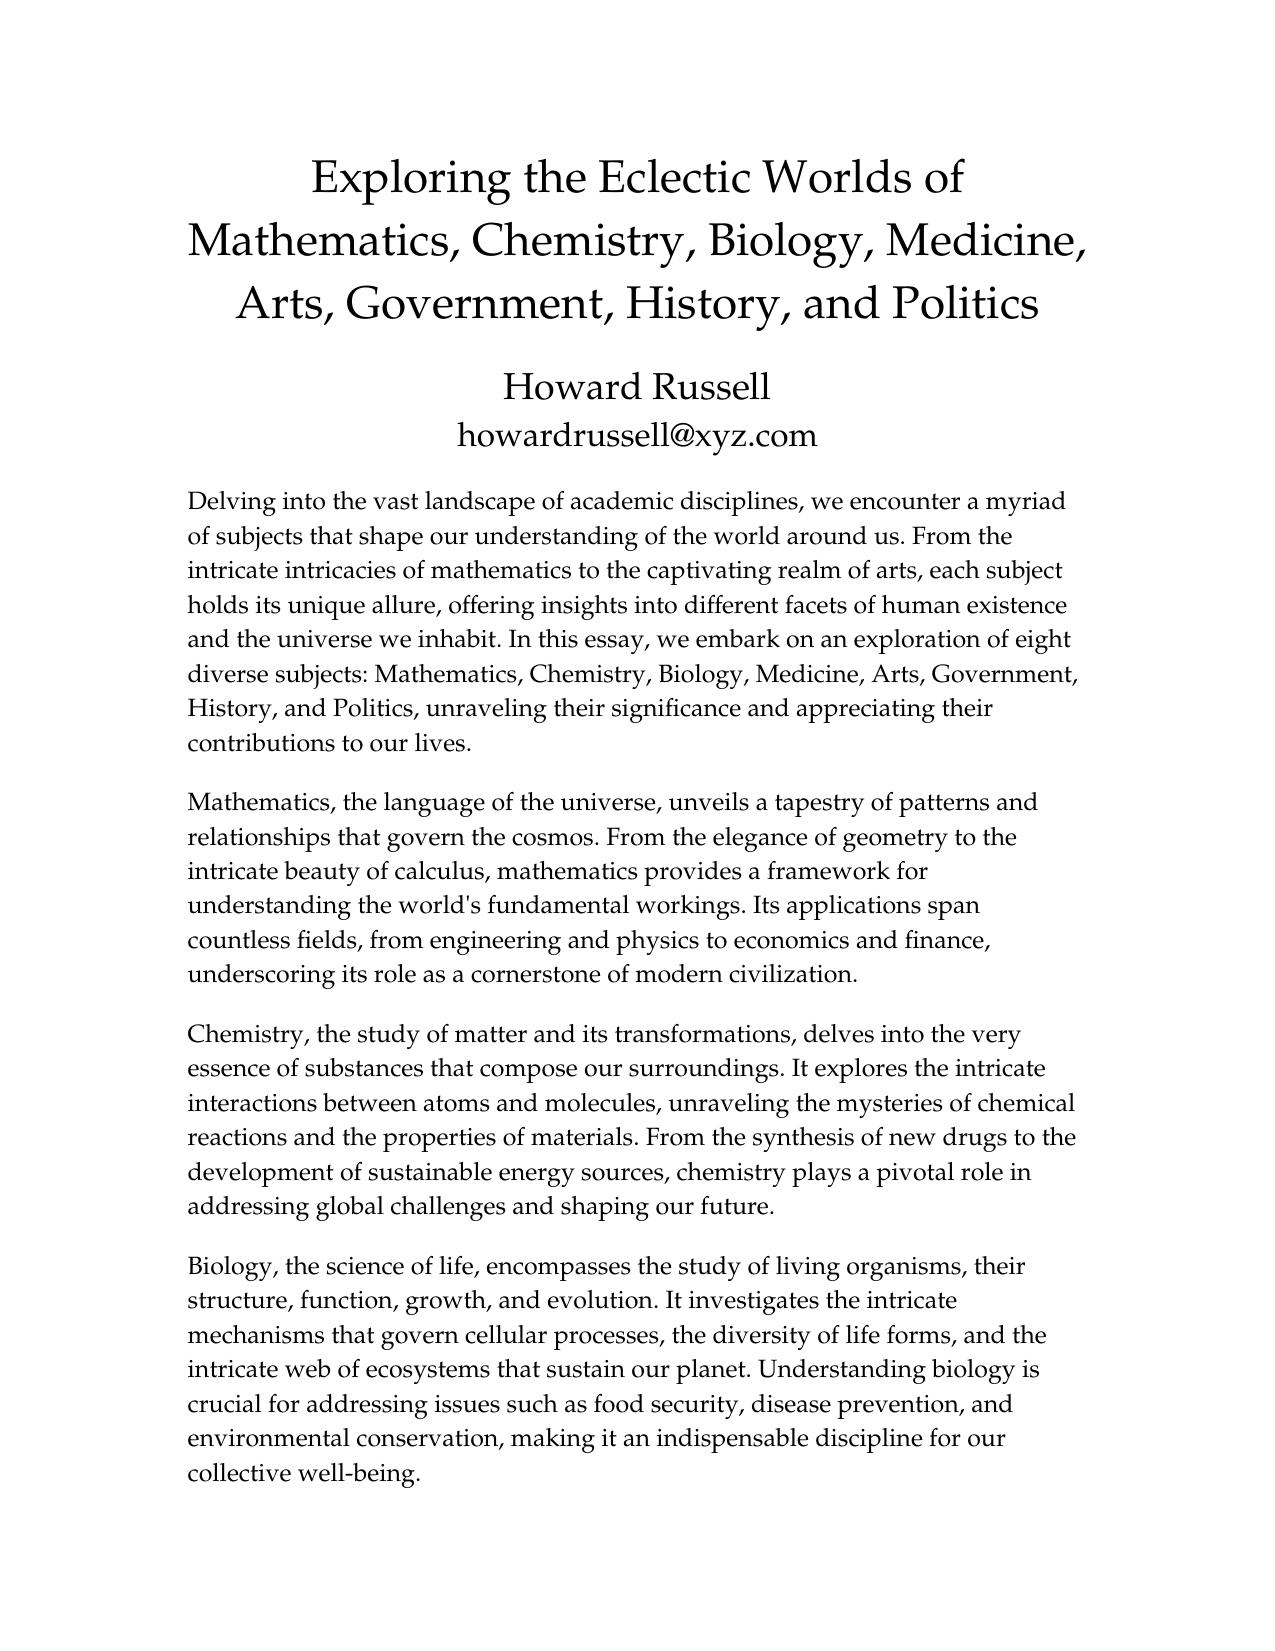 Exploring the Eclectic Worlds of
Mathematics, Chemistry, Biology, Medicine,
Arts, Government, History, and Politics
Howard Russell
howardrussell@xyz.com
Delving into the vast landscape of academic disciplines, we encounter a myriad
of subjects that shape our understanding of the world around us. From the
intricate intricacies of mathematics to the captivating realm of arts, each subject
holds its unique allure, offering insights into different facets of human existence
and the universe we inhabit. In this essay, we embark on an exploration of eight
diverse subjects: Mathematics, Chemistry, Biology, Medicine, Arts, Government,
History, and Politics, unraveling their significance and appreciating their
contributions to our lives.
Mathematics, the language of the universe, unveils a tapestry of patterns and
relationships that govern the cosmos. From the elegance of geometry to the
intricate beauty of calculus, mathematics provides a framework for
understanding the world's fundamental workings. Its applications span
countless fields, from engineering and physics to economics and finance,
underscoring its role as a cornerstone of modern civilization.
Chemistry, the study of matter and its transformations, delves into the very
essence of substances that compose our surroundings. It explores the intricate
interactions between atoms and molecules, unraveling the mysteries of chemical
reactions and the properties of materials. From the synthesis of new drugs to the
development of sustainable energy sources, chemistry plays a pivotal role in
addressing global challenges and shaping our future.
Biology, the science of life, encompasses the study of living organisms, their
structure, function, growth, and evolution. It investigates the intricate
mechanisms that govern cellular processes, the diversity of life forms, and the
intricate web of ecosystems that sustain our planet. Understanding biology is
crucial for addressing issues such as food security, disease prevention, and
environmental conservation, making it an indispensable discipline for our
collective well-being.